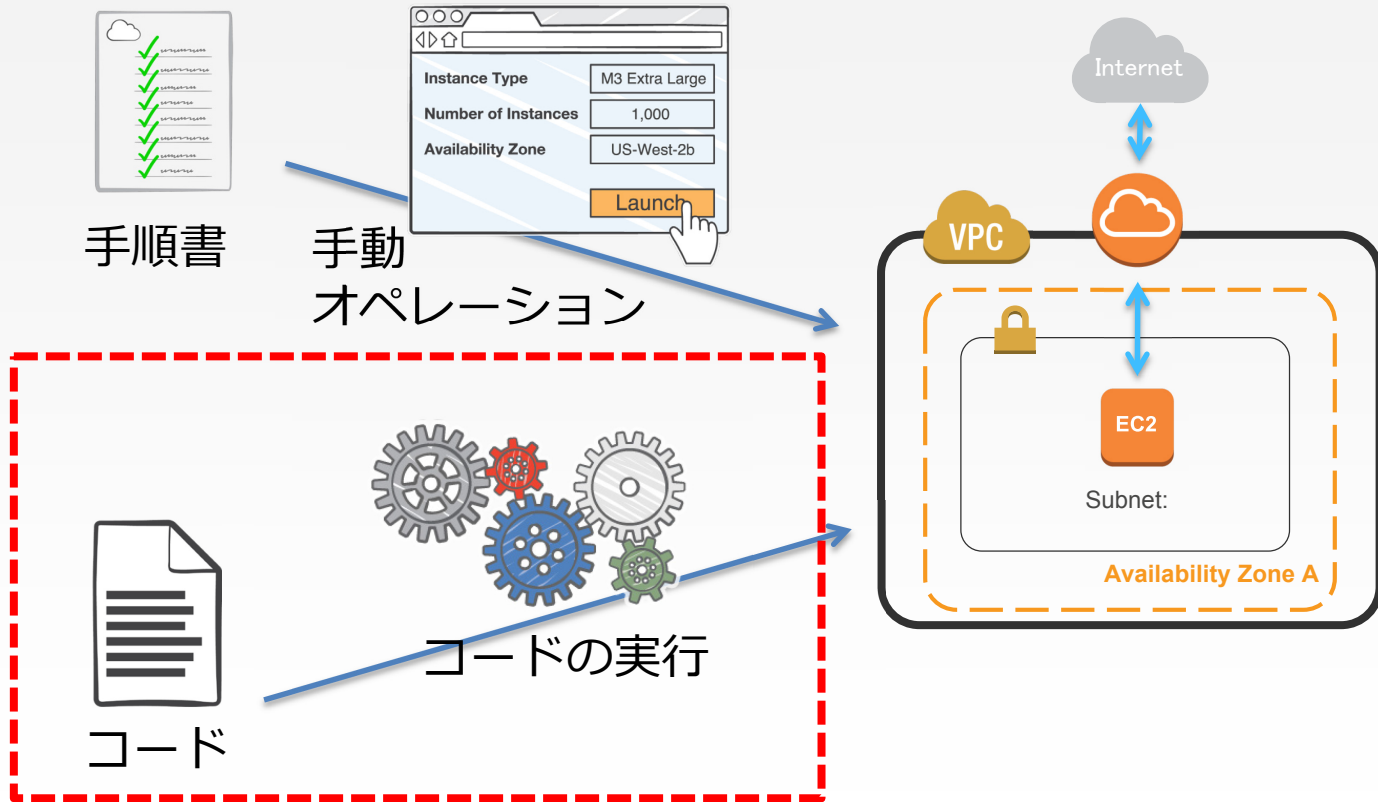 手順書
Instance Type
M3 Extra Large
Number of Instances
1,000
Availability Zone
US-West-2b
Launch
手動
オペレーション
コード
コードの実行
Internet
VPC
EC2
Subnet:
Availability Zone A